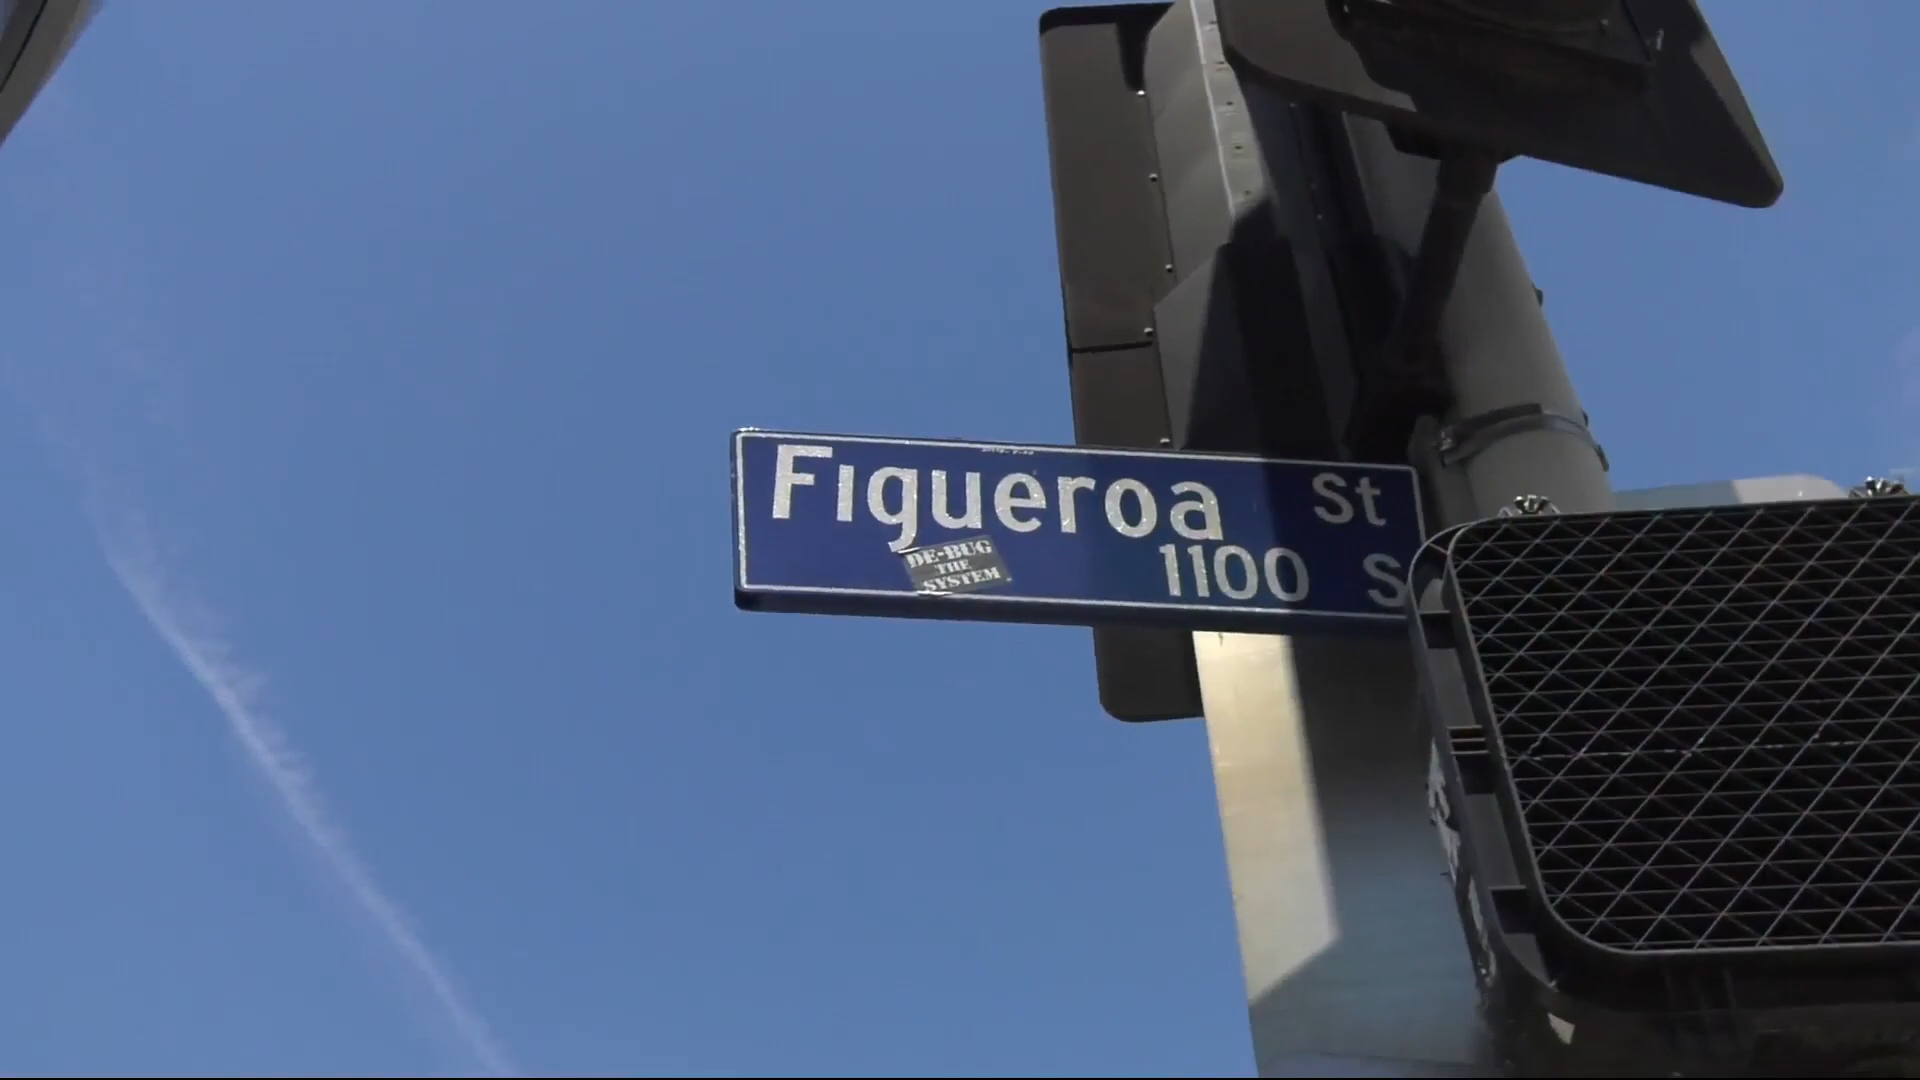 Figueroa St
1100 S
DE-BUG
THE
SYSTEM